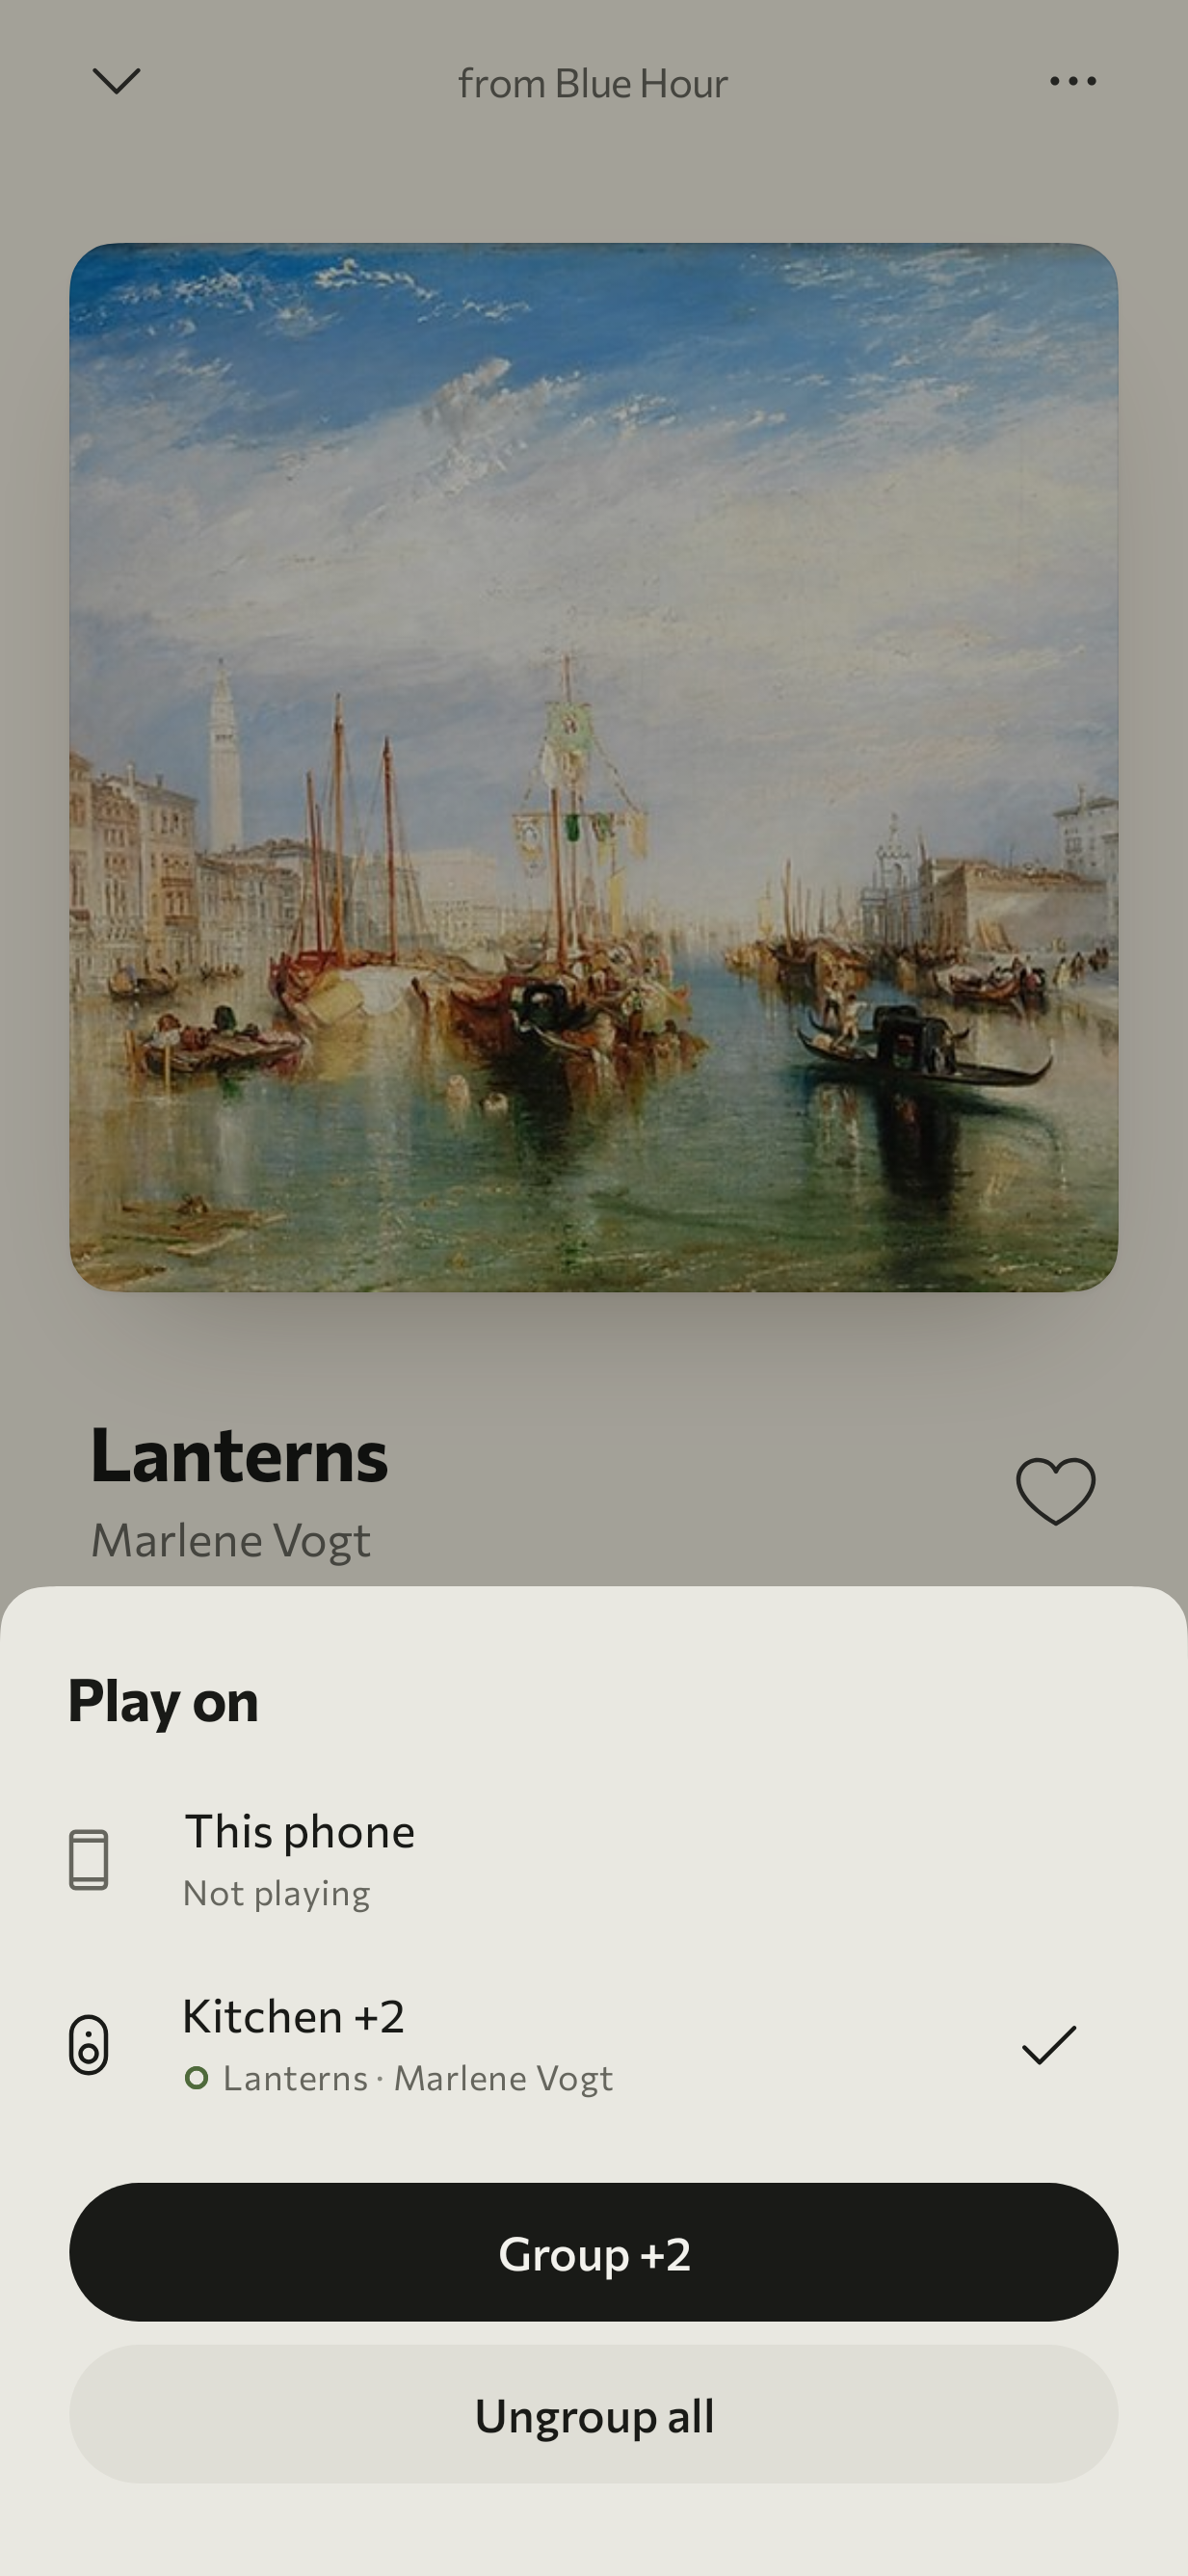 from Blue Hour
Lanterns
Marlene Vogt
Play on
This phone
Not playing
Kitchen +2
Lanterns · Marlene Vogt
Group +2
Ungroup all